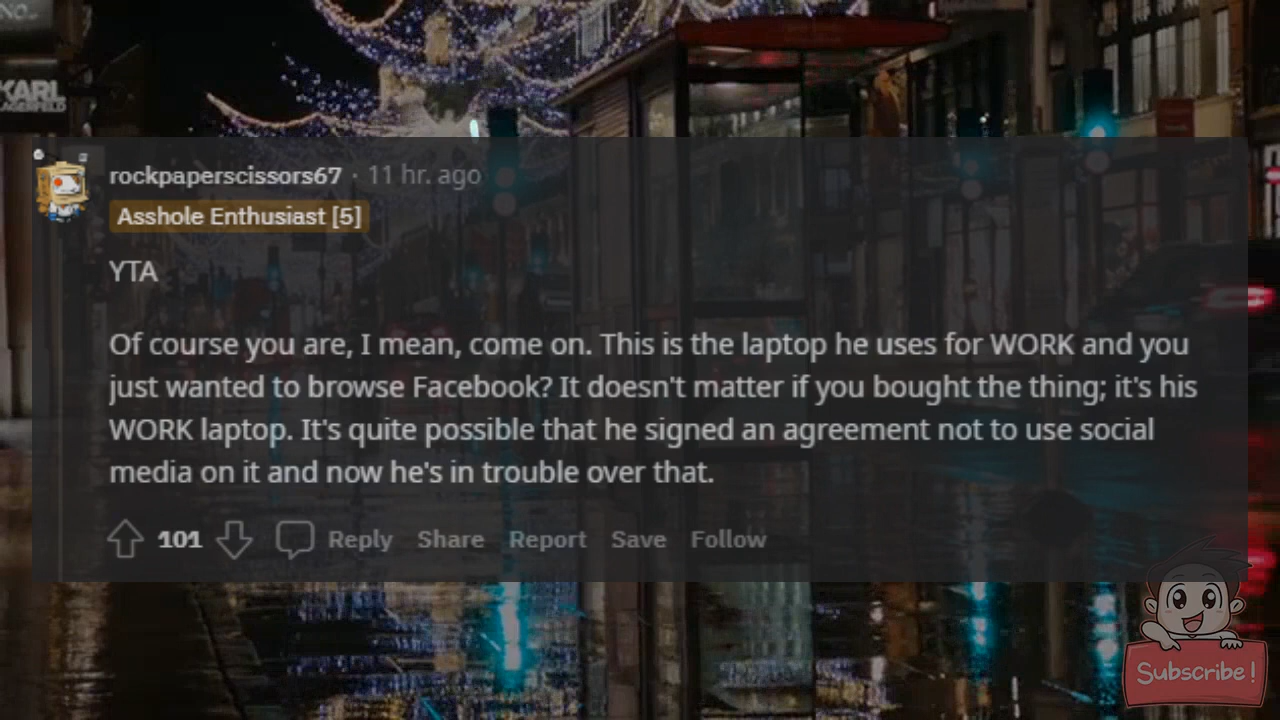 NO..
KARL
LAGERFELD
rockpaperscissors67 · 11 hr. ago
Asshole Enthusiast [5]
YTA
Of course you are, I mean, come on. This is the laptop he uses for WORK and you
just wanted to browse Facebook? It doesn't matter if you bought the thing; it's his
WORK laptop. It's quite possible that he signed an agreement not to use social
media on it and now he's in trouble over that.
101 Reply Share Report Save Follow
Subscribe!